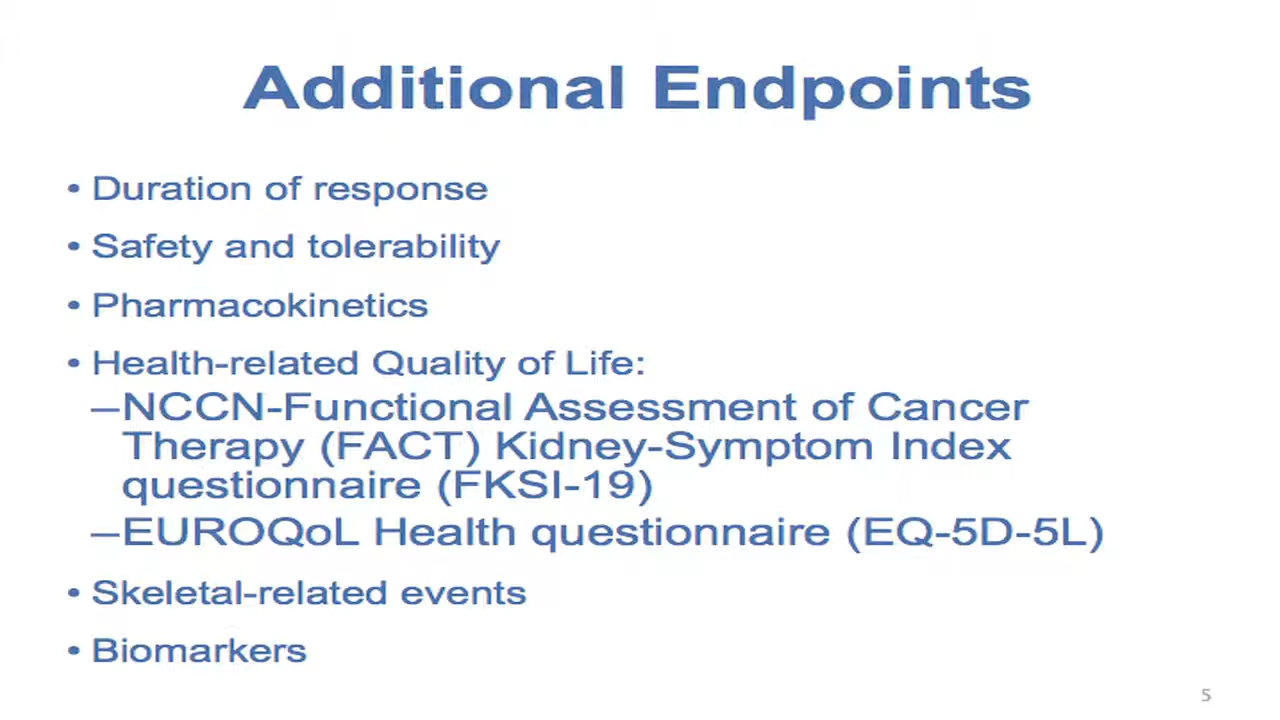 Additional Endpoints
• Duration of response
• Safety and tolerability
• Pharmacokinetics
• Health-related Quality of Life:
–NCCN-Functional Assessment of Cancer
Therapy (FACT) Kidney-Symptom Index
questionnaire (FKSI-19)
–EUROQoL Health questionnaire (EQ-5D-5L)
• Skeletal-related events
• Biomarkers
5